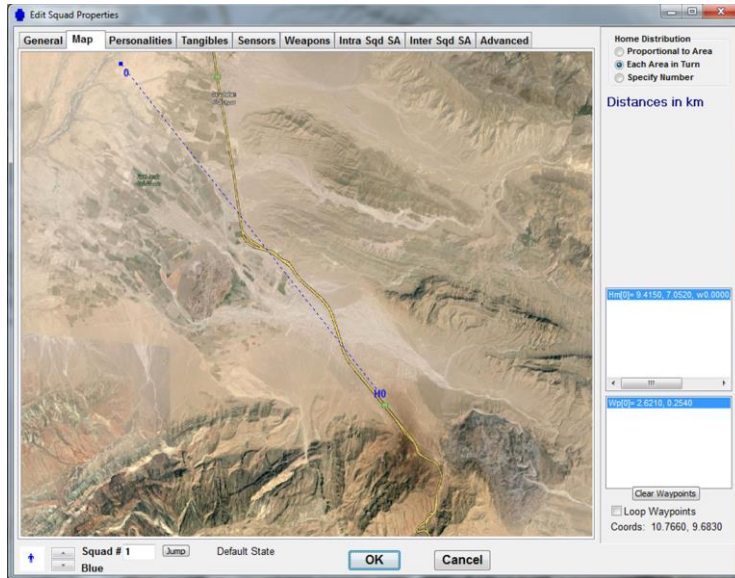 Edit Squad Properties
General Map Personalities Tangibles Sensors Weapons Intra Sqd SA Inter Sqd SA Advanced
Home Distribution
Proportional to Area
Each Area in Turn
Specify Number
Distances in km
0
H0
Hm[0]= 9.4150, 7.0520, w0.0000
Wp[0]= 2.6210, 0.2540
Clear Waypoints
Loop Waypoints
Coords: 10.7660, 9.6830
Squad # 1 Jump Default State OK Cancel
Blue